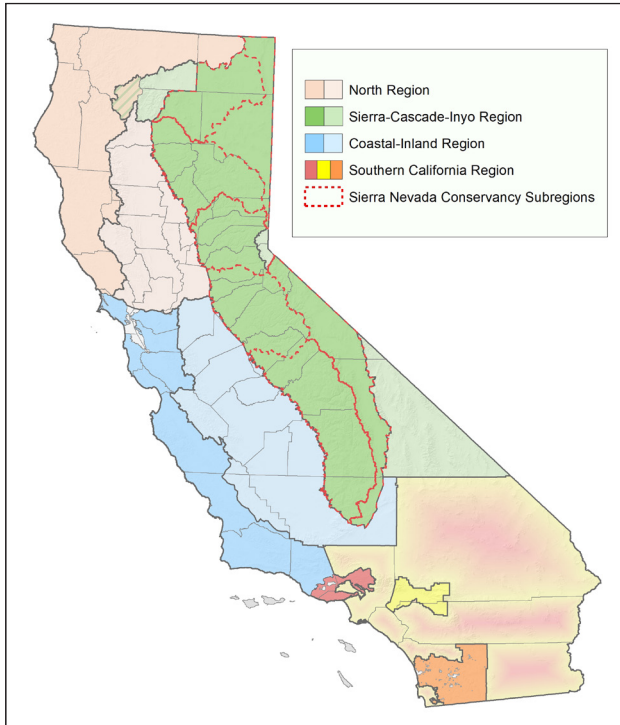 North Region
Sierra-Cascade-Inyo Region
Coastal-Inland Region
Southern California Region
Sierra Nevada Conservancy Subregions